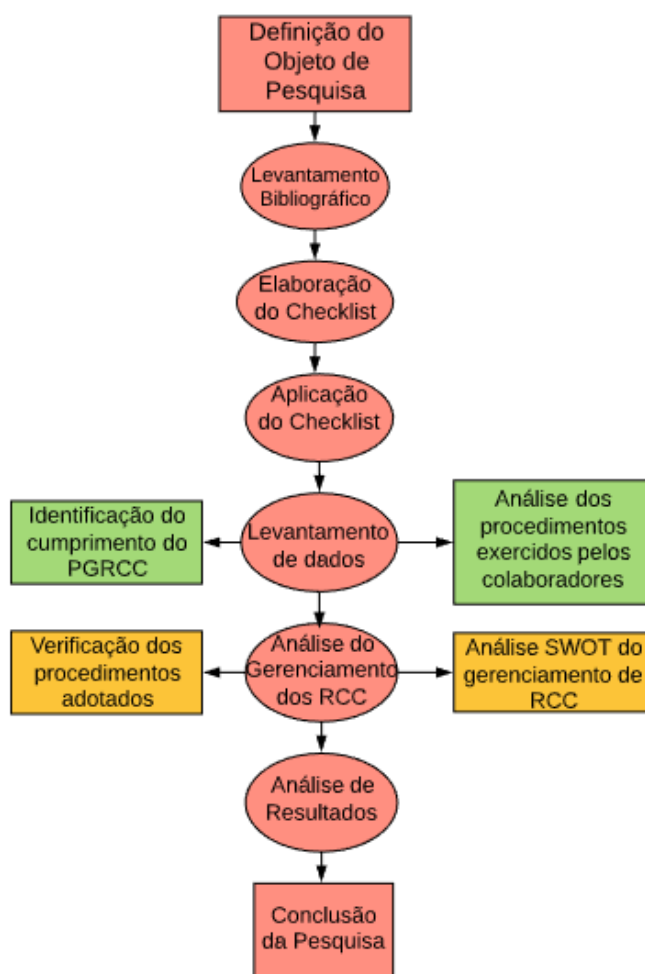 Definição do
Objeto de
Pesquisa
Levantamento
Bibliográfico
Elaboração
do Checklist
Aplicação
do Checklist
Identificação do
cumprimento do
PGRCC
Levantamento
de dados
Análise dos
procedimentos
exercidos pelos
colaboradores
Verificação dos
procedimentos
adotados
Análise do
Gerenciamento
dos RCC
Análise SWOT do
gerenciamento de
RCC
Análise de
Resultados
Conclusão
da Pesquisa